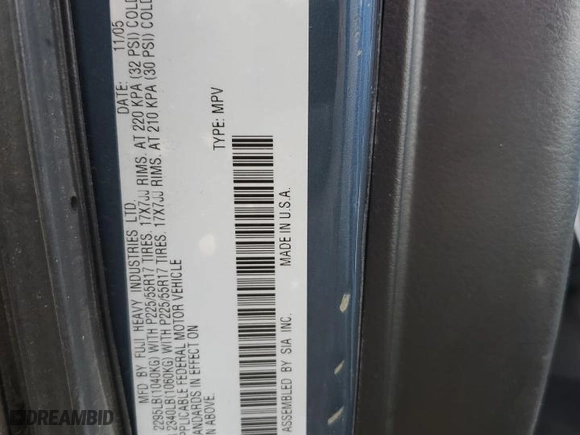 MFD BY FUJI HEAVY INDUSTRIES LTD. DATE: 11/05
2295LB(1040KG) WITH P225/55R17 TIRES. 17X7JJ RIMS. AT 220 KPA (32 PSI) COLD
2340LB(1060KG) WITH P225/55R17 TIRES. 17X7JJ RIMS. AT 210 KPA (30 PSI) COLD
PPLICABLE FEDERAL MOTOR VEHICLE
ANDARDS IN EFFECT ON
N ABOVE.
TYPE: MPV
ASSEMBLED BY SIA INC. MADE IN U.S.A.
DREAMBID